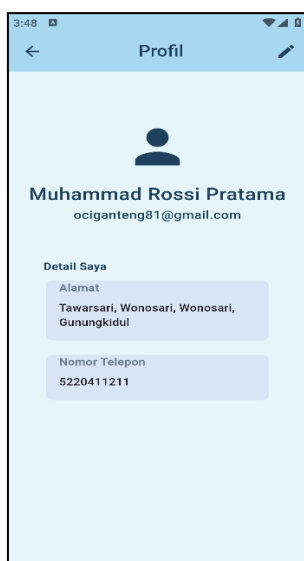 3:48
Profil
Muhammad Rossi Pratama
ociganteng81@gmail.com
Detail Saya
Alamat
Tawarsari, Wonosari, Wonosari,
Gunungkidul
Nomor Telepon
5220411211